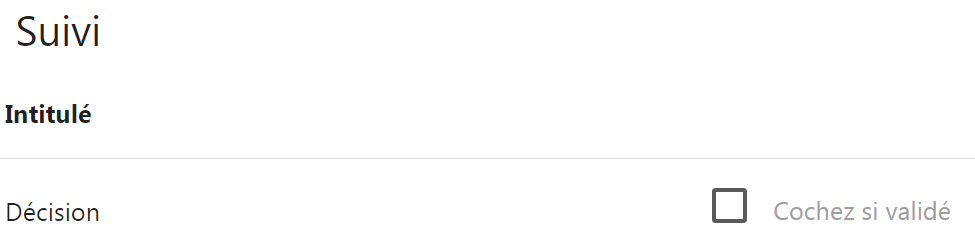 Suivi
Intitulé
Décision Cochez si validé